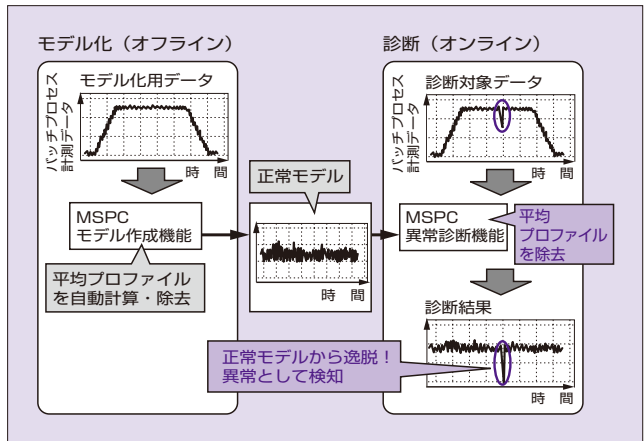 モデル化（オフライン）
モデル化用データ
バッチプロセス
計測データ
時　間
MSPC
モデル作成機能
平均プロファイル
を自動計算・除去
正常モデル
時　間
診断（オンライン）
診断対象データ
バッチプロセス
計測データ
時　間
MSPC
異常診断機能
平均
プロファイル
を除去
診断結果
正常モデルから逸脱！
異常として検知
時　間